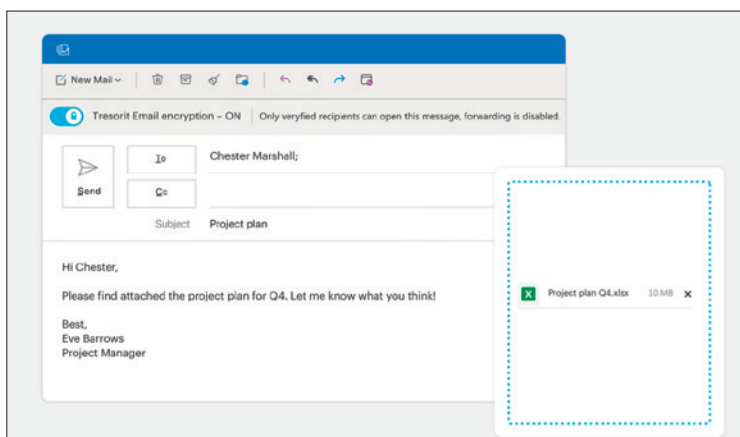 New Mail
Tresorit Email encryption – ON
Only veryfied recipients can open this message, forwarding is disabled.
Send
To
Chester Marshall;
Cc
Subject
Project plan
Hi Chester,
Please find attached the project plan for Q4. Let me know what you think!
Best,
Eve Barrows
Project Manager
Project plan Q4.xlsx
10 MB